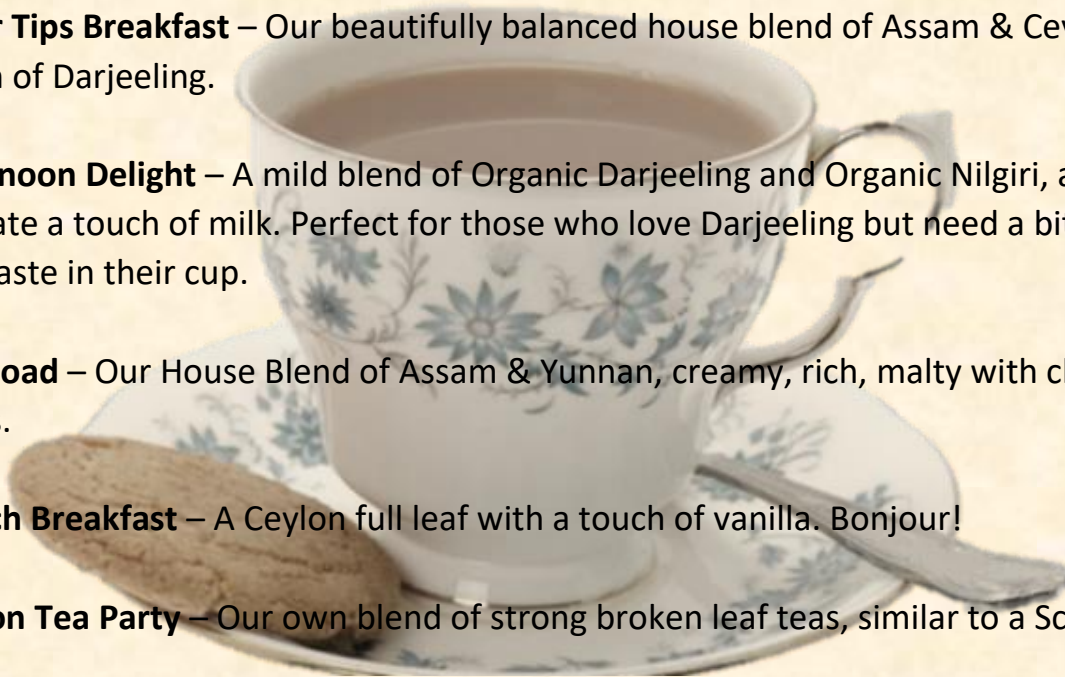 Tips Breakfast – Our beautifully balanced house blend of Assam & Cey
of Darjeeling.
noon Delight – A mild blend of Organic Darjeeling and Organic Nilgiri, a
ate a touch of milk. Perfect for those who love Darjeeling but need a bit
aste in their cup.
oad – Our House Blend of Assam & Yunnan, creamy, rich, malty with c
s.
ch Breakfast – A Ceylon full leaf with a touch of vanilla. Bonjour!
on Tea Party – Our own blend of strong broken leaf teas, similar to a Sc